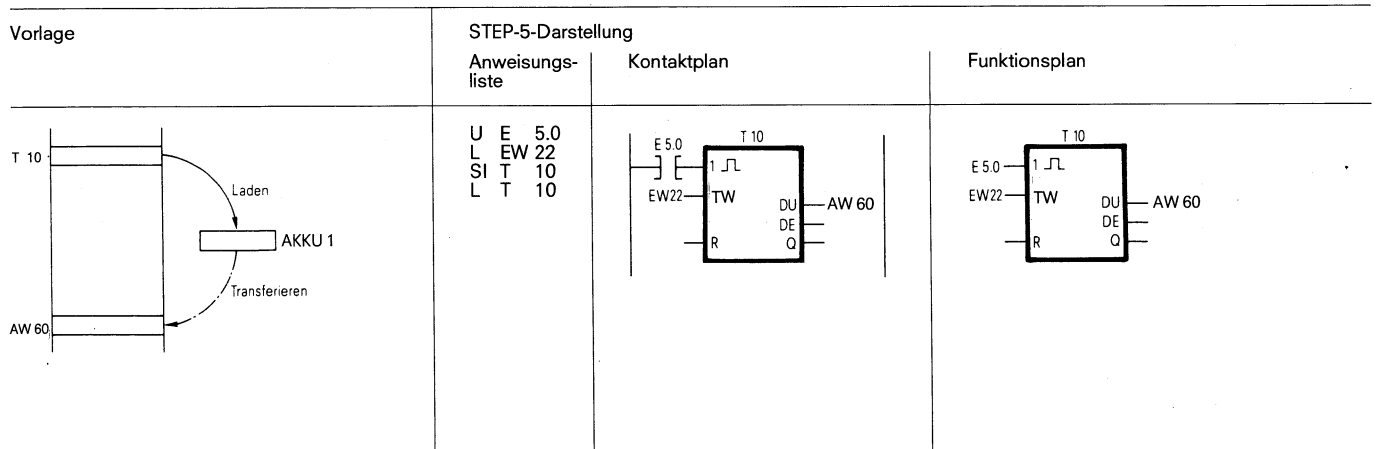 Vorlage
STEP-5-Darstellung
Anweisungs-
liste
Kontaktplan
Funktionsplan
T 10
Laden
AKKU 1
Transferieren
AW 60
U E 5.0
L EW 22
SI T 10
L T 10
T 10
E 5.0
1
EW22
TW
DU
AW 60
DE
R
Q
T 10
E 5.0
1
EW22
TW
DU
AW 60
DE
R
Q